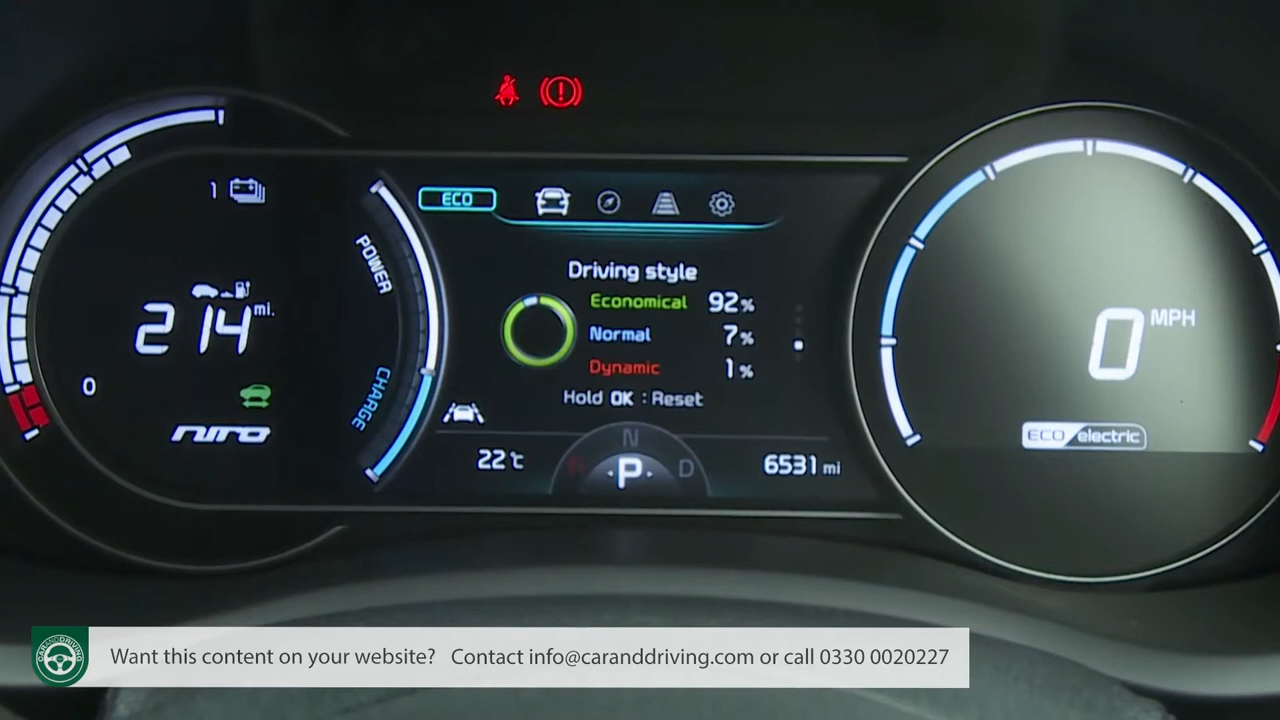 1
POWER
ECO
Driving style
Economical 92%
214 mi.
Normal 7%
0
Dynamic 1%
CHARGE
Hold OK : Reset
niro
N
22℃
R P D
6531 mi
0 MPH
ECO electric
CARANDDRIVING
Want this content on your website? Contact info@caranddriving.com or call 0330 0020227